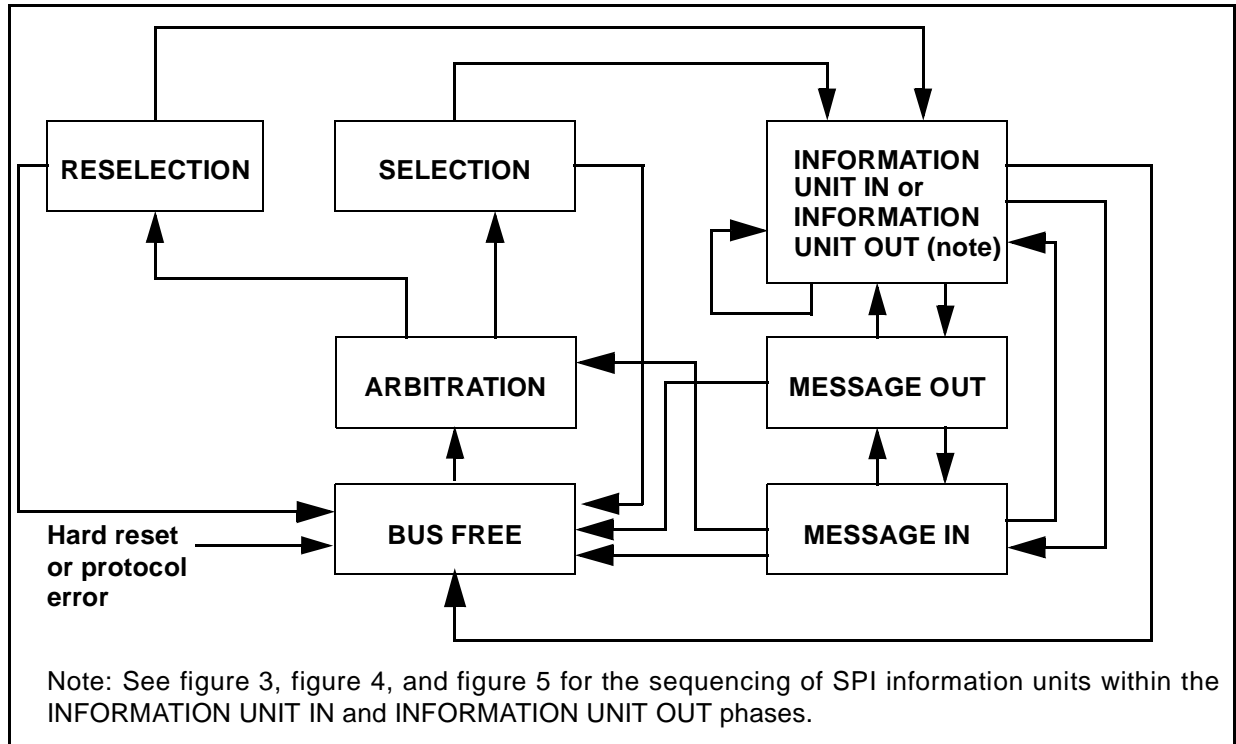 RESELECTION
SELECTION
INFORMATION
UNIT IN or
INFORMATION
UNIT OUT (note)
ARBITRATION
MESSAGE OUT
BUS FREE
MESSAGE IN
Hard reset
or protocol
error
Note: See figure 3, figure 4, and figure 5 for the sequencing of SPI information units within the
INFORMATION UNIT IN and INFORMATION UNIT OUT phases.